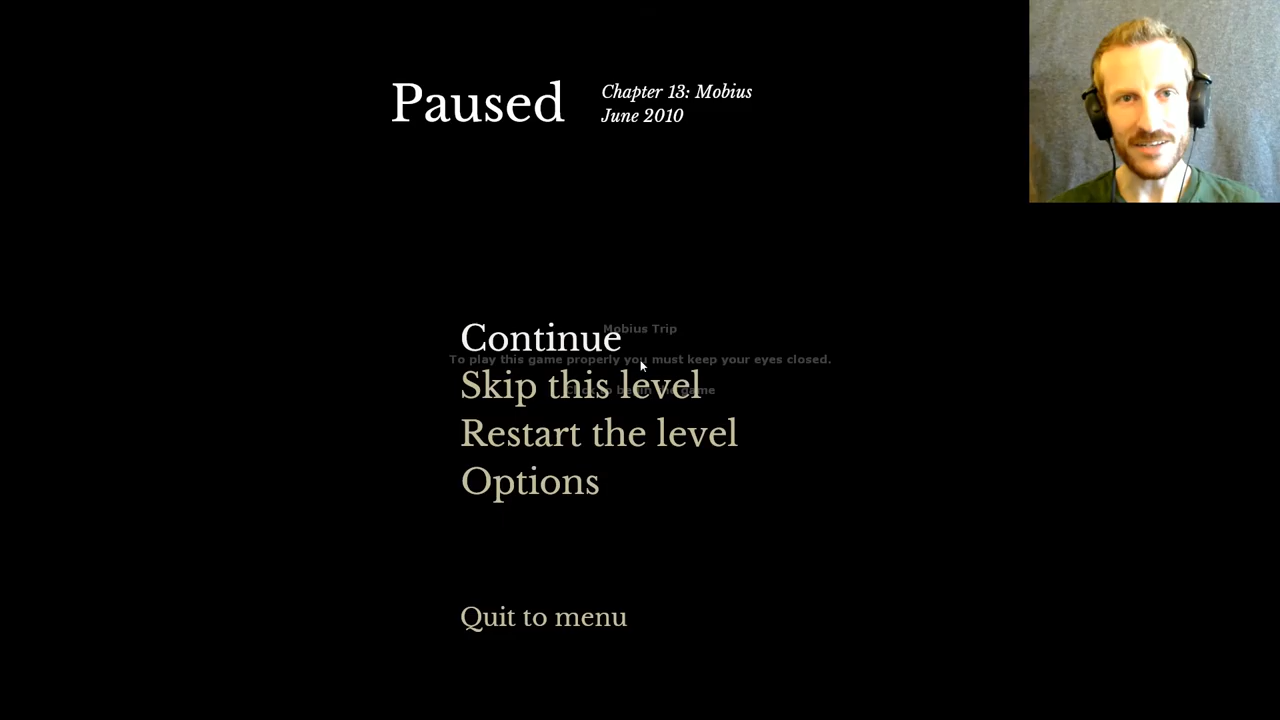 Paused
Chapter 13: Mobius
June 2010
Mobius Trip
Continue
To play this game properly you must keep your eyes closed.
Skip this level
game
Restart the level
Options
Quit to menu